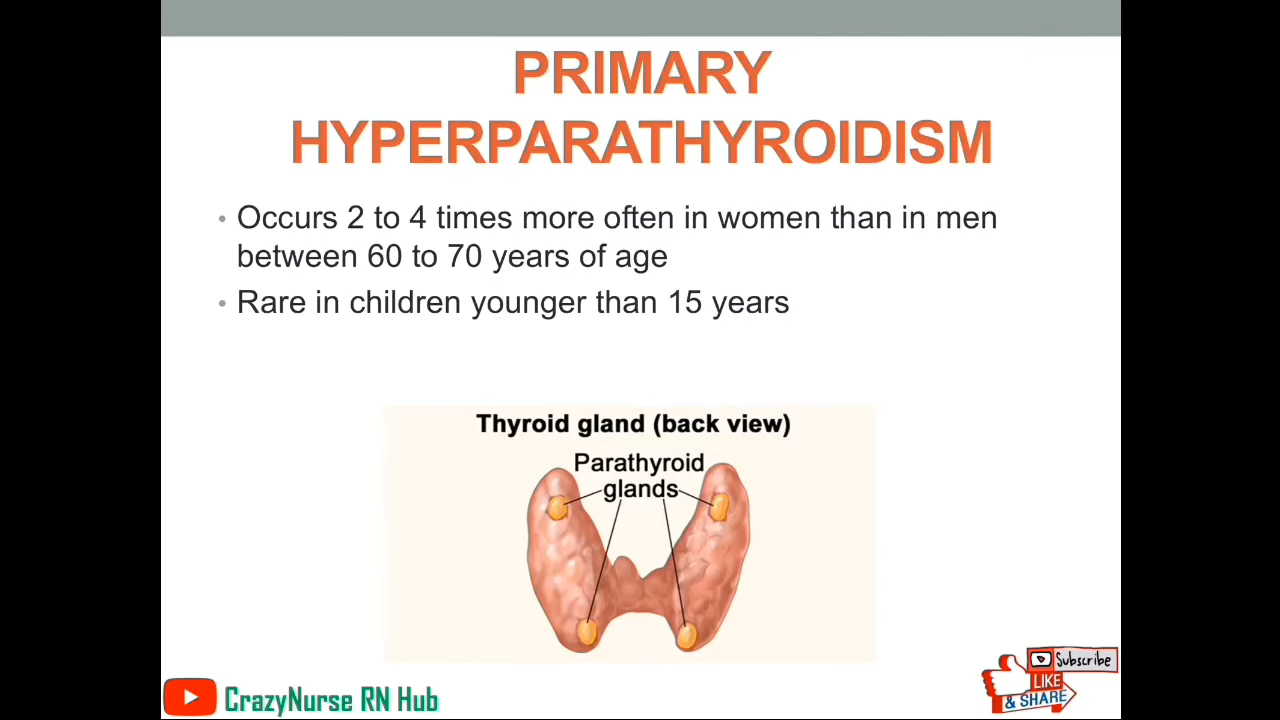 PRIMARY
HYPERPARATHYROIDISM
• Occurs 2 to 4 times more often in women than in men
between 60 to 70 years of age
• Rare in children younger than 15 years
Thyroid gland (back view)
Parathyroid
glands
CrazyNurse RN Hub
Subscribe
LIKE
& SHARE